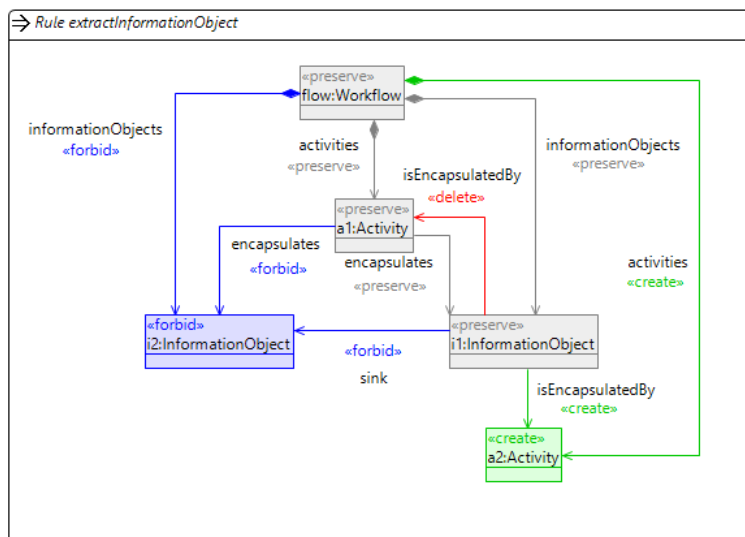 Rule extractInformationObject
«preserve»
flow:Workflow
informationObjects
«forbid»
activities
«preserve»
isEncapsulatedBy
«delete»
informationObjects
«preserve»
«preserve»
a1:Activity
encapsulates
«forbid»
encapsulates
«preserve»
activities
«create»
«forbid»
i2:InformationObject
«forbid»
sink
«preserve»
i1:InformationObject
isEncapsulatedBy
«create»
«create»
a2:Activity